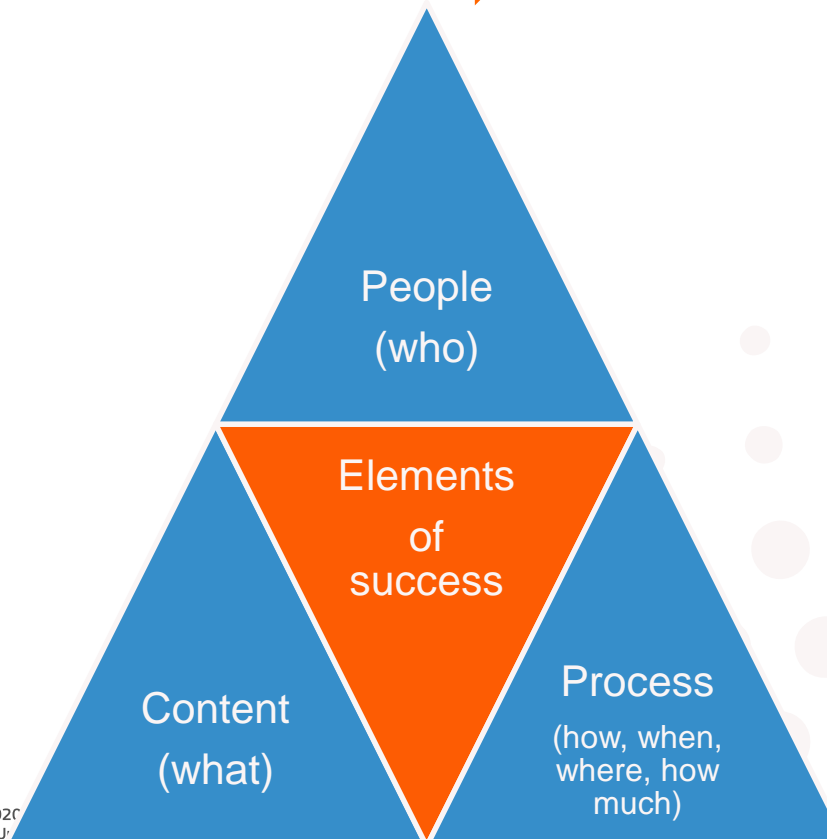 People
(who)
Elements
of
success
Content
(what)
Process
(how, when,
where, how
much)